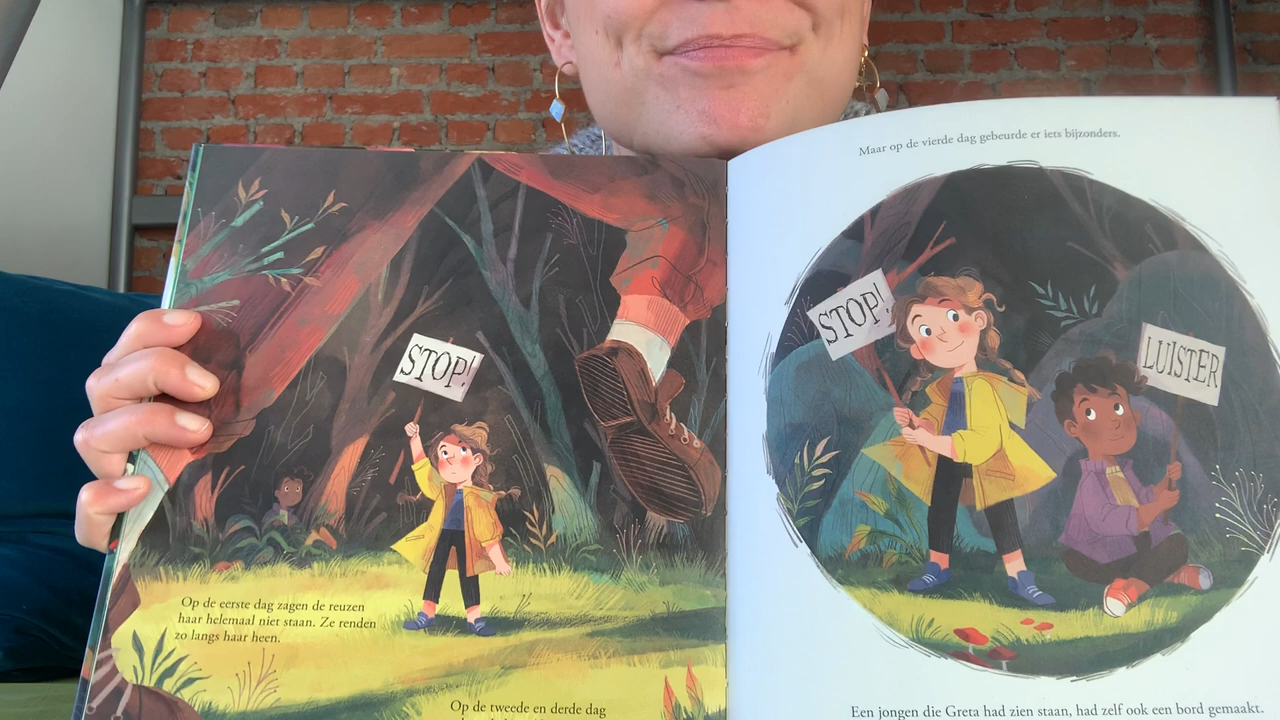 STOP!
Op de eerste dag zagen de reuzen
haar helemaal niet staan. Ze renden
zo langs haar heen.
Op de tweede en derde dag
Maar op de vierde dag gebeurde er iets bijzonders.
STOP!
LUISTER
Een jongen die Greta had zien staan, had zelf ook een bord gemaakt.